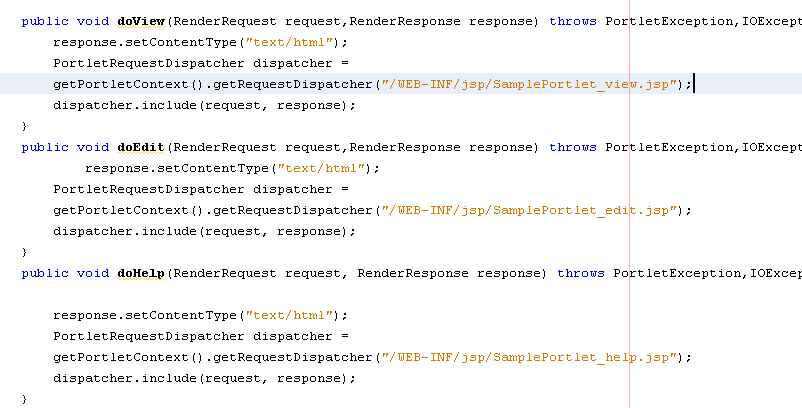 public void doView(RenderRequest request,RenderResponse response) throws PortletException,IOExcep
response.setContentType("text/html");
PortletRequestDispatcher dispatcher =
getPortletContext().getRequestDispatcher("/WEB-INF/jsp/SamplePortlet_view.jsp");
dispatcher.include(request, response);
}
public void doEdit(RenderRequest request,RenderResponse response) throws PortletException,IOExcept
response.setContentType("text/html");
PortletRequestDispatcher dispatcher =
getPortletContext().getRequestDispatcher("/WEB-INF/jsp/SamplePortlet_edit.jsp");
dispatcher.include(request, response);
}
public void doHelp(RenderRequest request, RenderResponse response) throws PortletException,IOExcep
response.setContentType("text/html");
PortletRequestDispatcher dispatcher =
getPortletContext().getRequestDispatcher("/WEB-INF/jsp/SamplePortlet_help.jsp");
dispatcher.include(request, response);
}